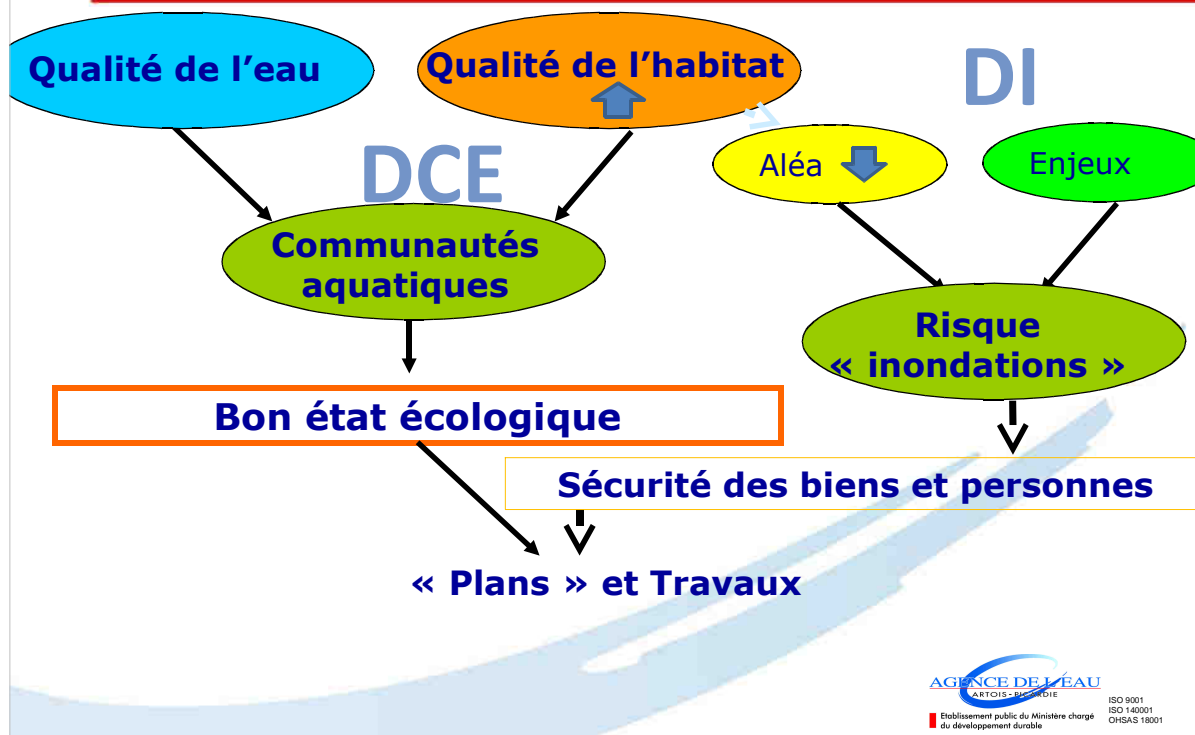 Qualité de l’eau
Qualité de l’habitat
DI
DCE
Aléa
Enjeux
Communautés
aquatiques
Risque
« inondations »
Bon état écologique
Sécurité des biens et personnes
« Plans » et Travaux
AGENCE DE L’EAU
ARTOIS - PICARDIE
Etablissement public du Ministère chargé
du développement durable
ISO 9001
ISO 140001
OHSAS 18001